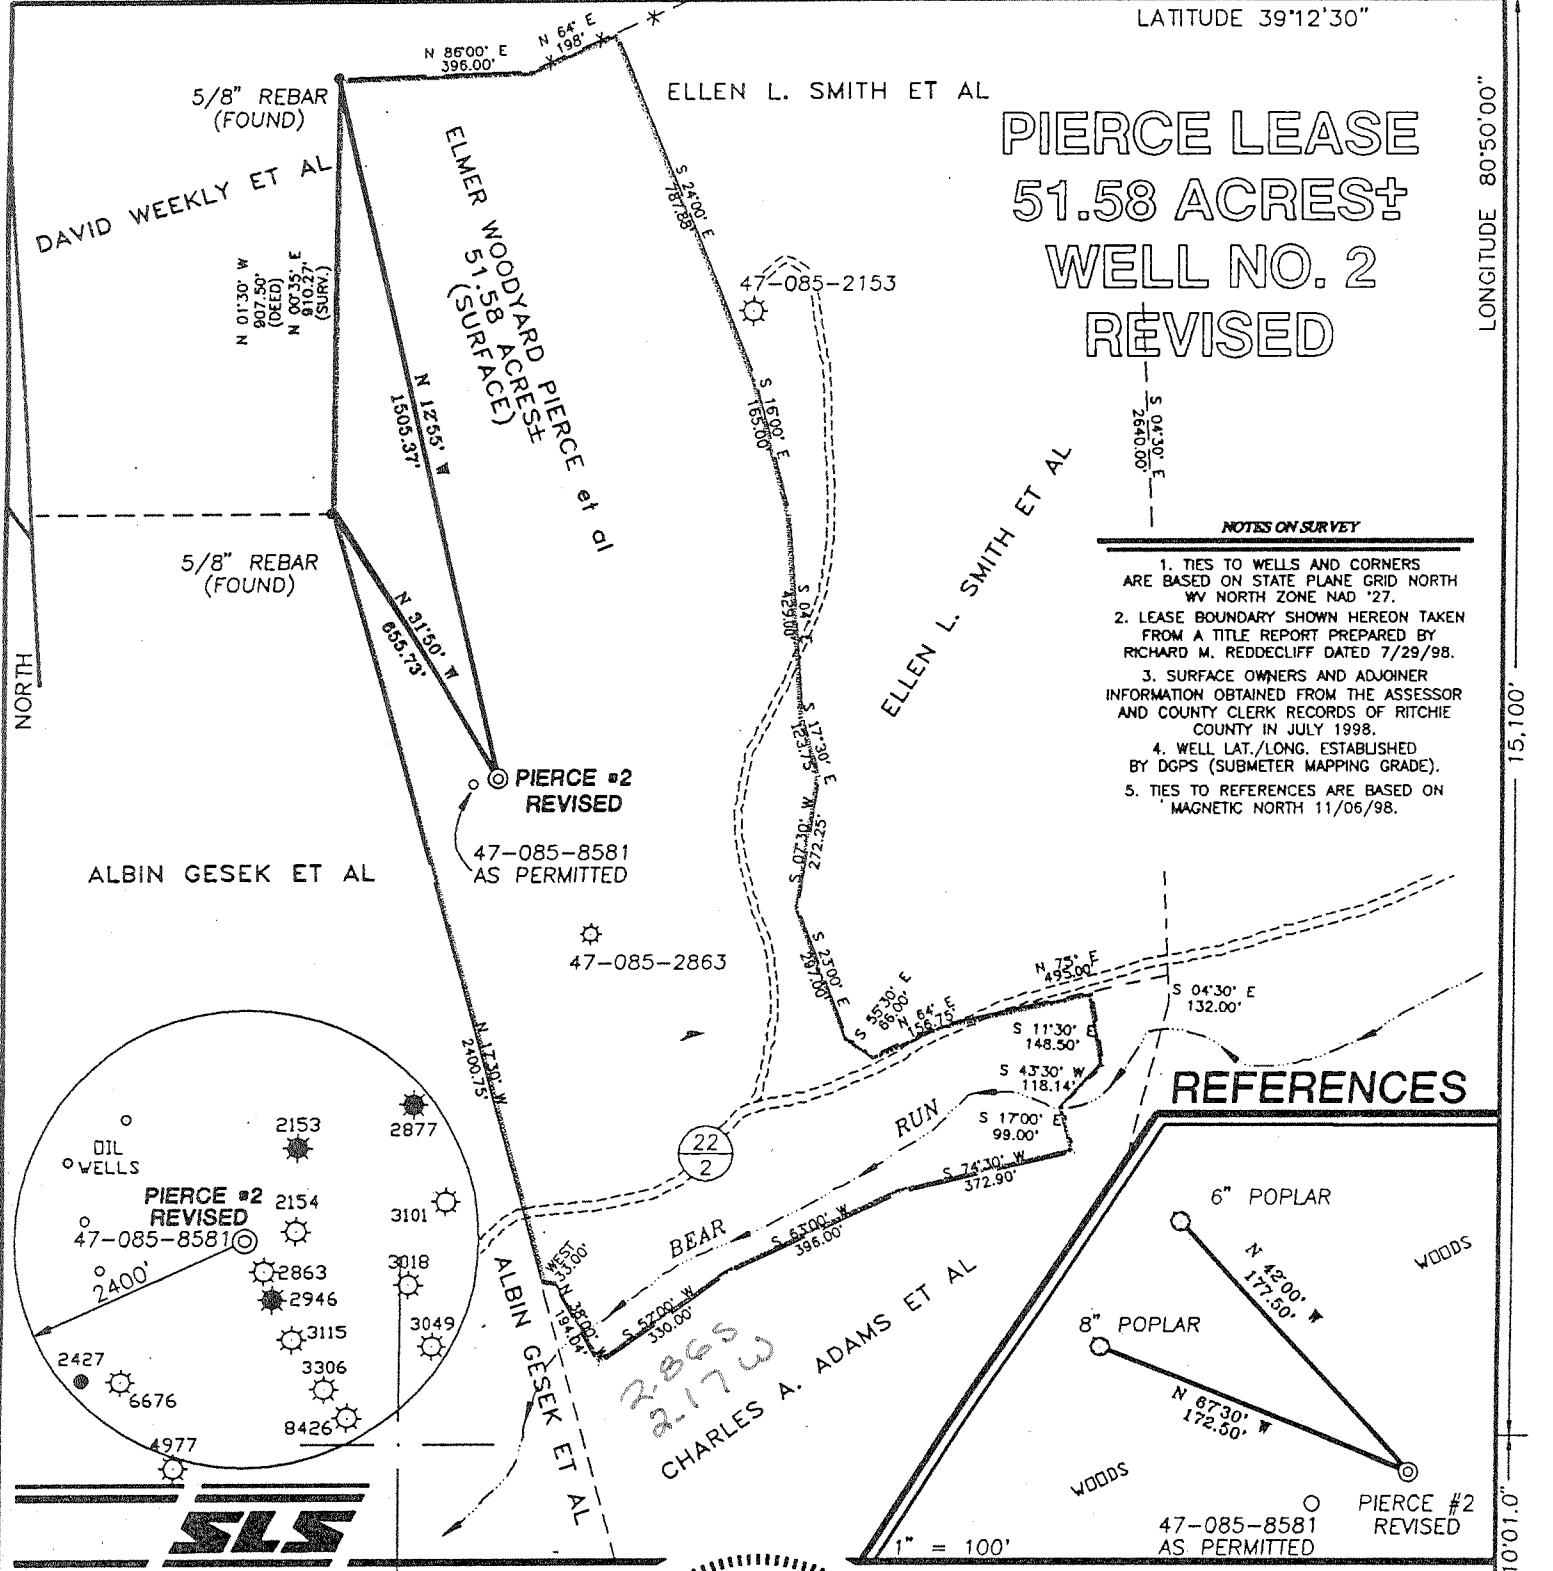 LATITUDE 39°12'30"
LONGITUDE 80°50'00"
N 86°00' E
396.00'
N 64° E
198'
5/8" REBAR
(FOUND)
ELLEN L. SMITH ET AL
PIERCE LEASE
51.58 ACRES±
WELL NO. 2
REVISED
DAVID WEEKLY ET AL
ELMER WOODYARD PIERCE et al
51.58 ACRES±
(SURFACE)
S 24°00' E
787.88'
N 01°30' W
907.50'
(DEED)
N 00°35' E
910.27'
(SURV.)
47-085-2153
N 12°55' W
1505.37'
S 16°00' E
165.00'
S 04°30' E
2640.00'
ELLEN L. SMITH ET AL
5/8" REBAR
(FOUND)
N 31°50' W
655.73'
S 04° E
429.00'
NOTES ON SURVEY
1. TIES TO WELLS AND CORNERS
ARE BASED ON STATE PLANE GRID NORTH
WV NORTH ZONE NAD '27.
2. LEASE BOUNDARY SHOWN HEREON TAKEN
FROM A TITLE REPORT PREPARED BY
RICHARD M. REDDECLIFF DATED 7/29/98.
3. SURFACE OWNERS AND ADJOINER
INFORMATION OBTAINED FROM THE ASSESSOR
AND COUNTY CLERK RECORDS OF RITCHIE
COUNTY IN JULY 1998.
4. WELL LAT./LONG. ESTABLISHED
BY DGPS (SUBMETER MAPPING GRADE).
5. TIES TO REFERENCES ARE BASED ON
MAGNETIC NORTH 11/06/98.
NORTH
15,100'
S 17°30' E
123.75
PIERCE #2
REVISED
47-085-8581
AS PERMITTED
S 07°30' W
272.25'
ALBIN GESEK ET AL
47-085-2863
S 23°00' E
297.00'
S 55°30' E
66.00'
N 64° E
156.75'
N 75° E
495.00'
S 04°30' E
132.00'
S 11°30' E
148.50'
S 43°30' W
118.14'
S 17°00' E
99.00'
S 74°30' W
372.90'
N 17°30' W
2400.75'
22
2
BEAR RUN
S 63°00' W
396.00'
S 52°00' W
330.00'
WEST
33.00'
N 38°00' W
194.04'
ALBIN GESEK ET AL
CHARLES A. ADAMS ET AL
2.86 S
2.17 W
OIL
WELLS
2153
2877
PIERCE #2
REVISED
47-085-8581
2154
3101
2400'
2863
3018
2946
3115
3049
2427
6676
3306
8426
4977
SLS
REFERENCES
6" POPLAR
WOODS
N 42°00' W
177.50'
8" POPLAR
N 67°30' W
172.50'
WOODS
PIERCE #2
REVISED
47-085-8581
AS PERMITTED
1" = 100'
10'01.0"